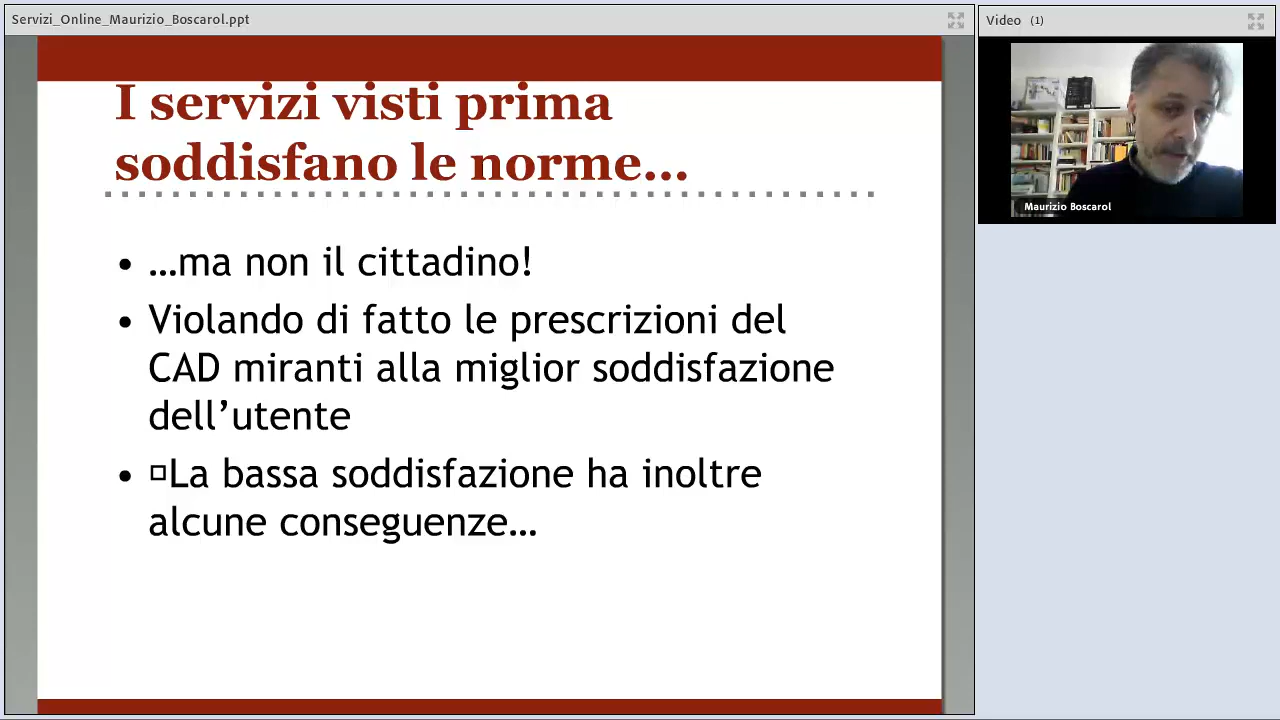 Servizi_Online_Maurizio_Boscarol.ppt
Video (1)
I servizi visti prima
soddisfano le norme...
• …ma non il cittadino!
• Violando di fatto le prescrizioni del
CAD miranti alla miglior soddisfazione
dell’utente
• La bassa soddisfazione ha inoltre
alcune conseguenze…
Maurizio Boscarol